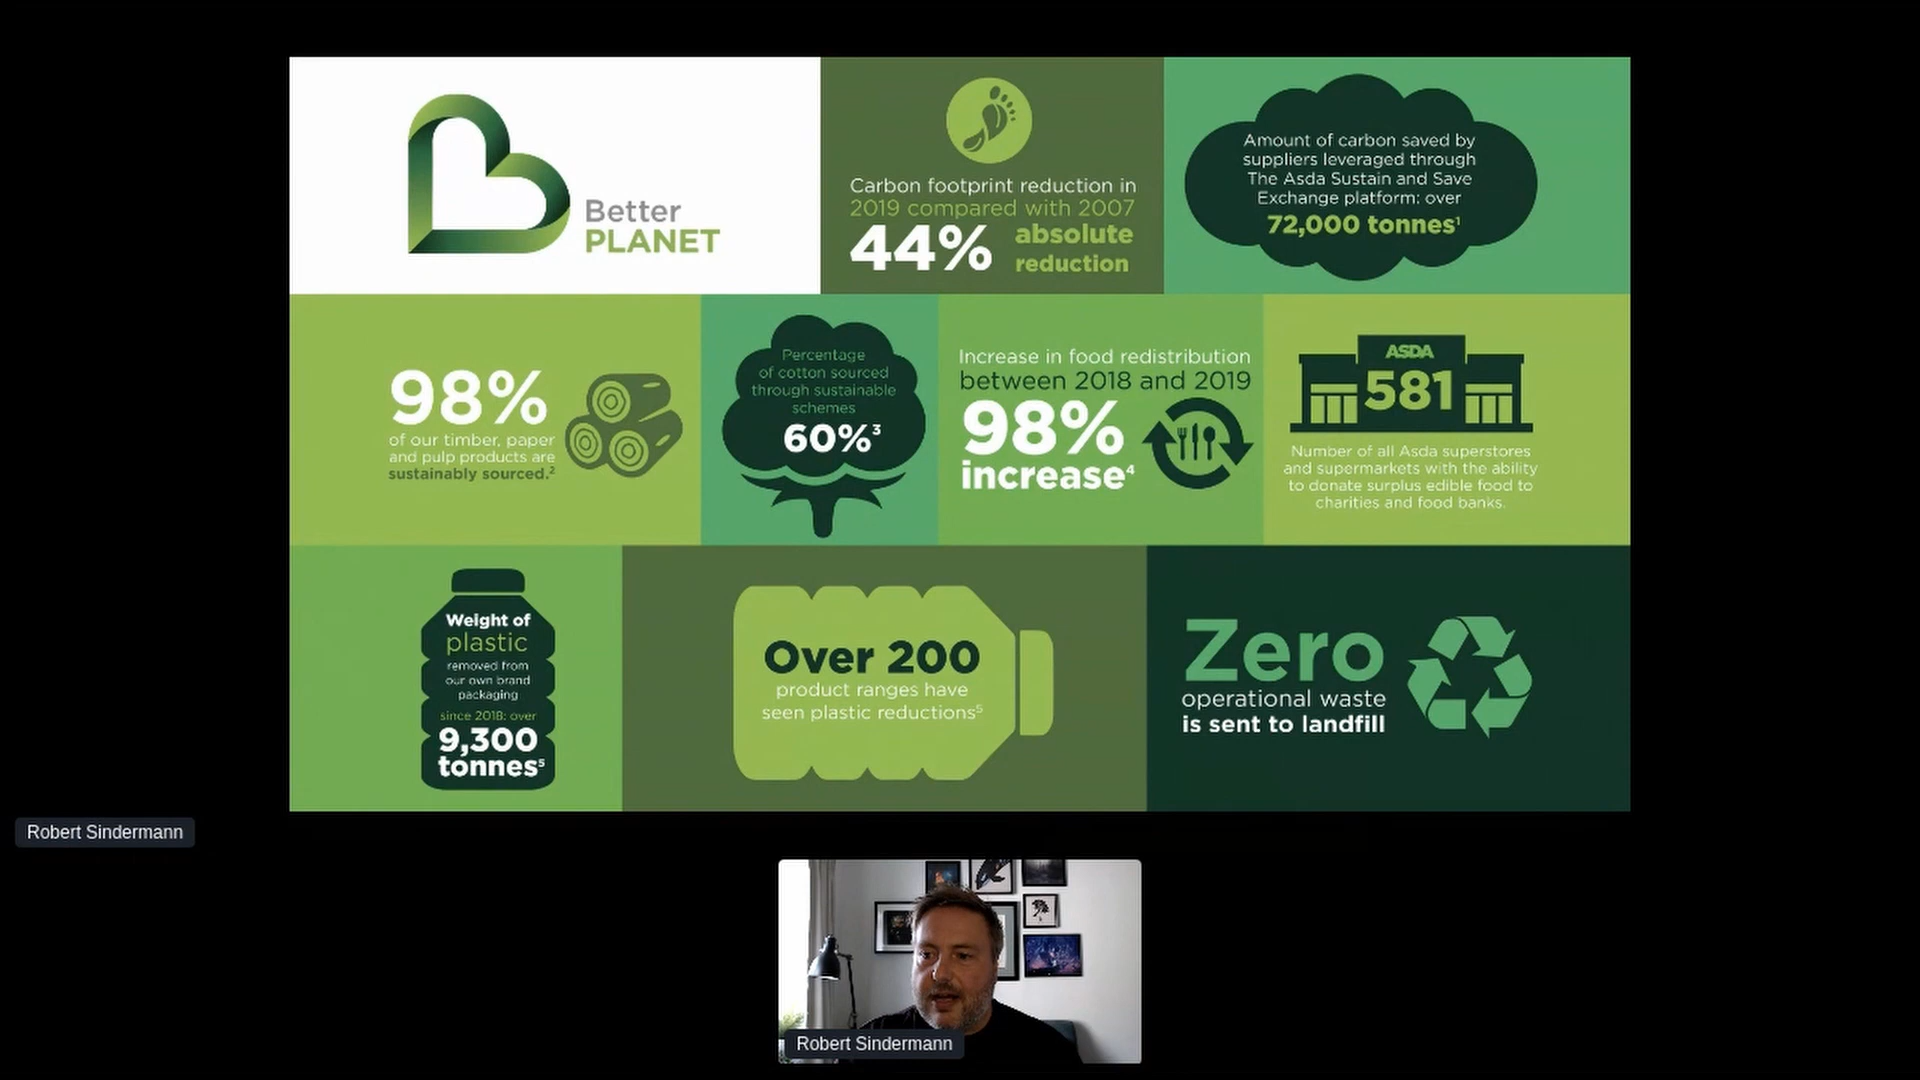 Better
PLANET
Carbon footprint reduction in
2019 compared with 2007
44% absolute
reduction
Amount of carbon saved by
suppliers leveraged through
The Asda Sustain and Save
Exchange platform: over
72,000 tonnes¹
98%
of our timber, paper
and pulp products are
sustainably sourced.²
Percentage
of cotton sourced
through sustainable
schemes
60%³
Increase in food redistribution
between 2018 and 2019
98%
increase⁴
ASDA
581
Number of all Asda superstores
and supermarkets with the ability
to donate surplus edible food to
charities and food banks.
Weight of
plastic
removed from
our own brand
packaging
since 2018: over
9,300
tonnes⁵
Over 200
product ranges have
seen plastic reductions⁵
Zero
operational waste
is sent to landfill
Robert Sindermann
Robert Sindermann